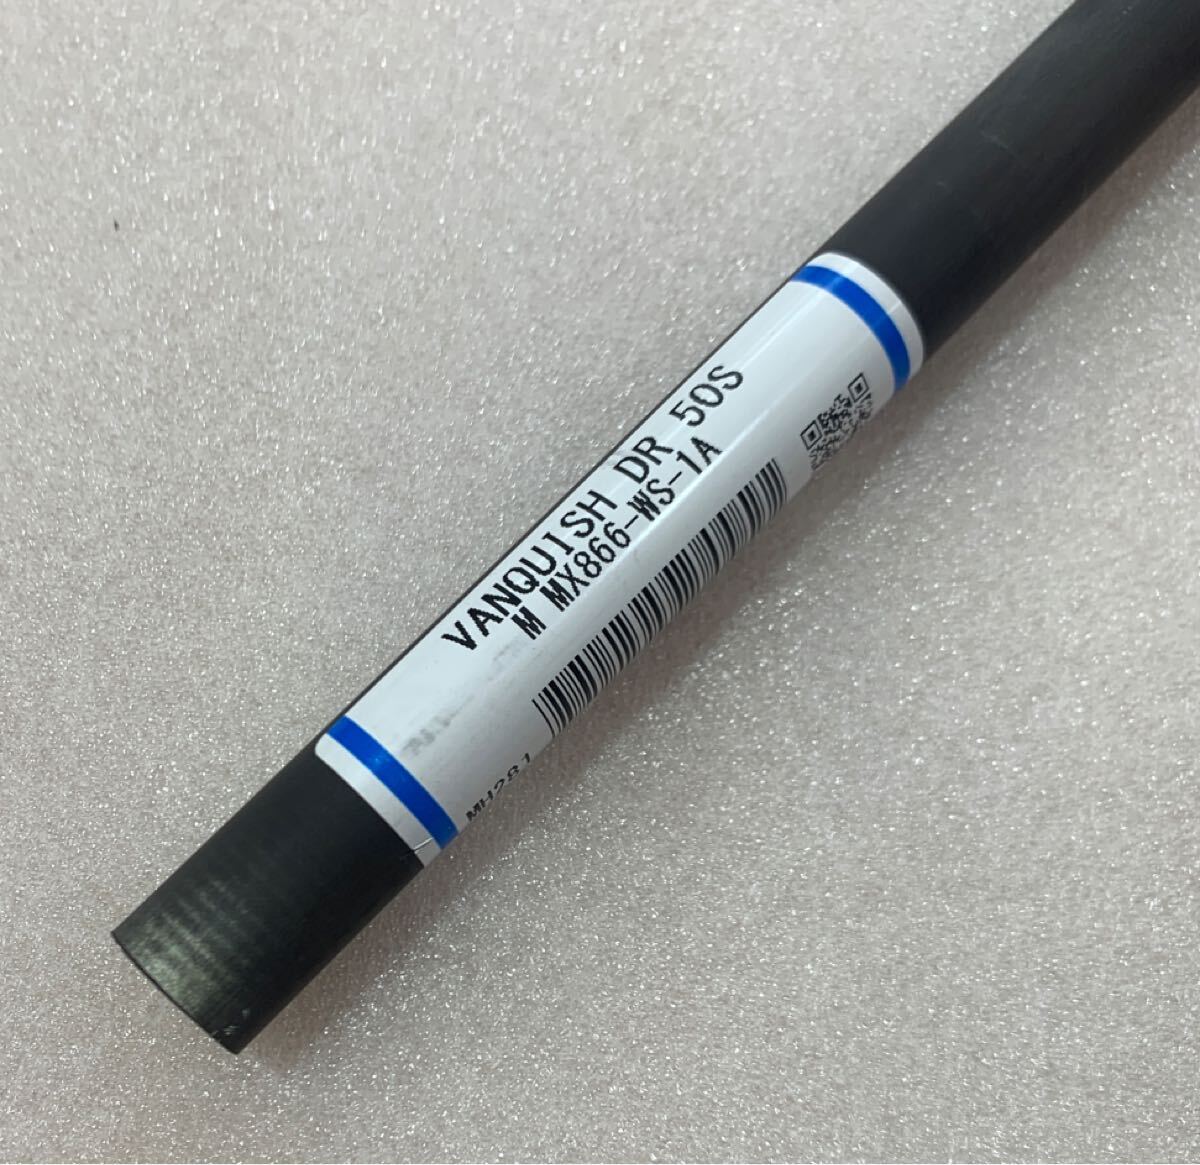 VANQUISH DR 50S
M MX866-WS-1A
MH281